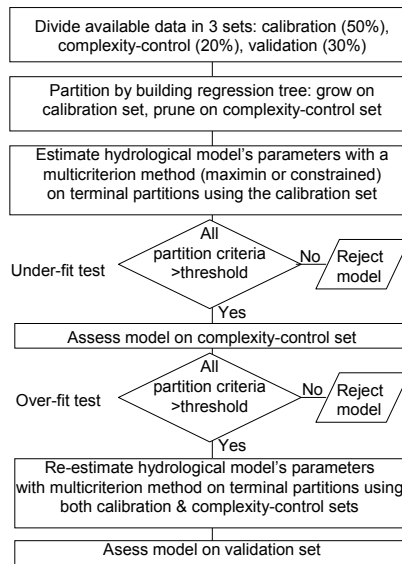 Divide available data in 3 sets: calibration (50%),
complexity-control (20%), validation (30%)
Partition by building regression tree: grow on
calibration set, prune on complexity-control set
Estimate hydrological model's parameters with a
multicriterion method (maximin or constrained)
on terminal partitions using the calibration set
All
partition criteria
>threshold
No
Reject
model
Under-fit test
Yes
Assess model on complexity-control set
All
partition criteria
>threshold
No
Reject
model
Over-fit test
Yes
Re-estimate hydrological model's parameters
with multicriterion method on terminal partitions using
both calibration & complexity-control sets
Asess model on validation set